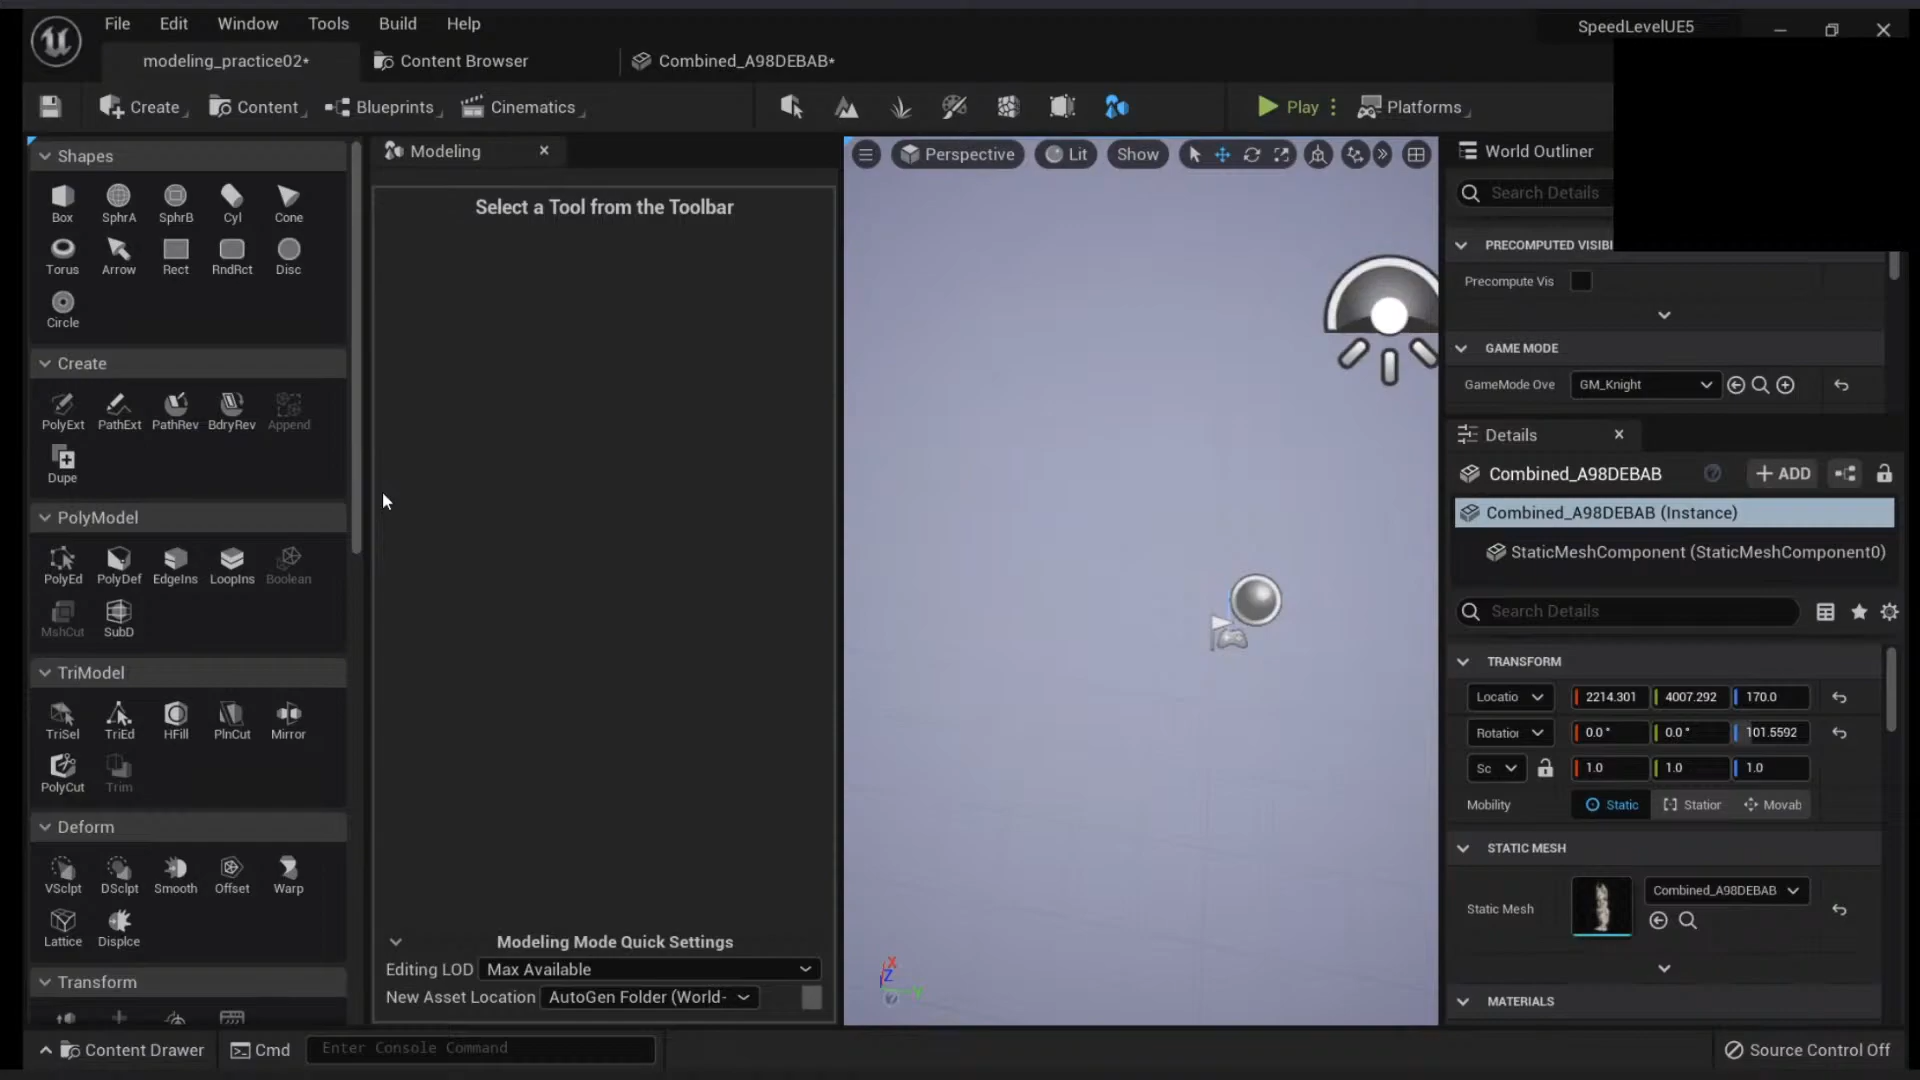 File Edit Window Tools Build Help
SpeedLevelUE5
modeling_practice02*
Content Browser
Combined_A98DEBAB*
Create
Content
Blueprints
Cinematics
Play
Platforms
Shapes
Box SphrA SphrB Cyl Cone
Torus Arrow Rect RndRct Disc
Circle
Create
PolyExt PathExt PathRev BdryRev Append
Dupe
PolyModel
PolyEd PolyDef EdgeIns LoopIns Boolean
MshCut SubD
TriModel
TriSel TriEd HFill PlnCut Mirror
PolyCut Trim
Deform
VSclpt DSclpt Smooth Offset Warp
Lattice Displce
Transform
Modeling
Select a Tool from the Toolbar
Modeling Mode Quick Settings
Editing LOD Max Available
New Asset Location AutoGen Folder (World-
Perspective Lit Show
X
Z
World Outliner
Search Details
PRECOMPUTED VISIBI
Precompute Vis
GAME MODE
GameMode Ove GM_Knight
Details
Combined_A98DEBAB
+ ADD
Combined_A98DEBAB (Instance)
StaticMeshComponent (StaticMeshComponent0)
Search Details
TRANSFORM
Locatio 2214.301 4007.292 170.0
Rotation 0.0° 0.0° 101.5592
Sc 1.0 1.0 1.0
Mobility Static Station Movab
STATIC MESH
Static Mesh
Combined_A98DEBAB
MATERIALS
Content Drawer
Cmd
Enter Console Command
Source Control Off